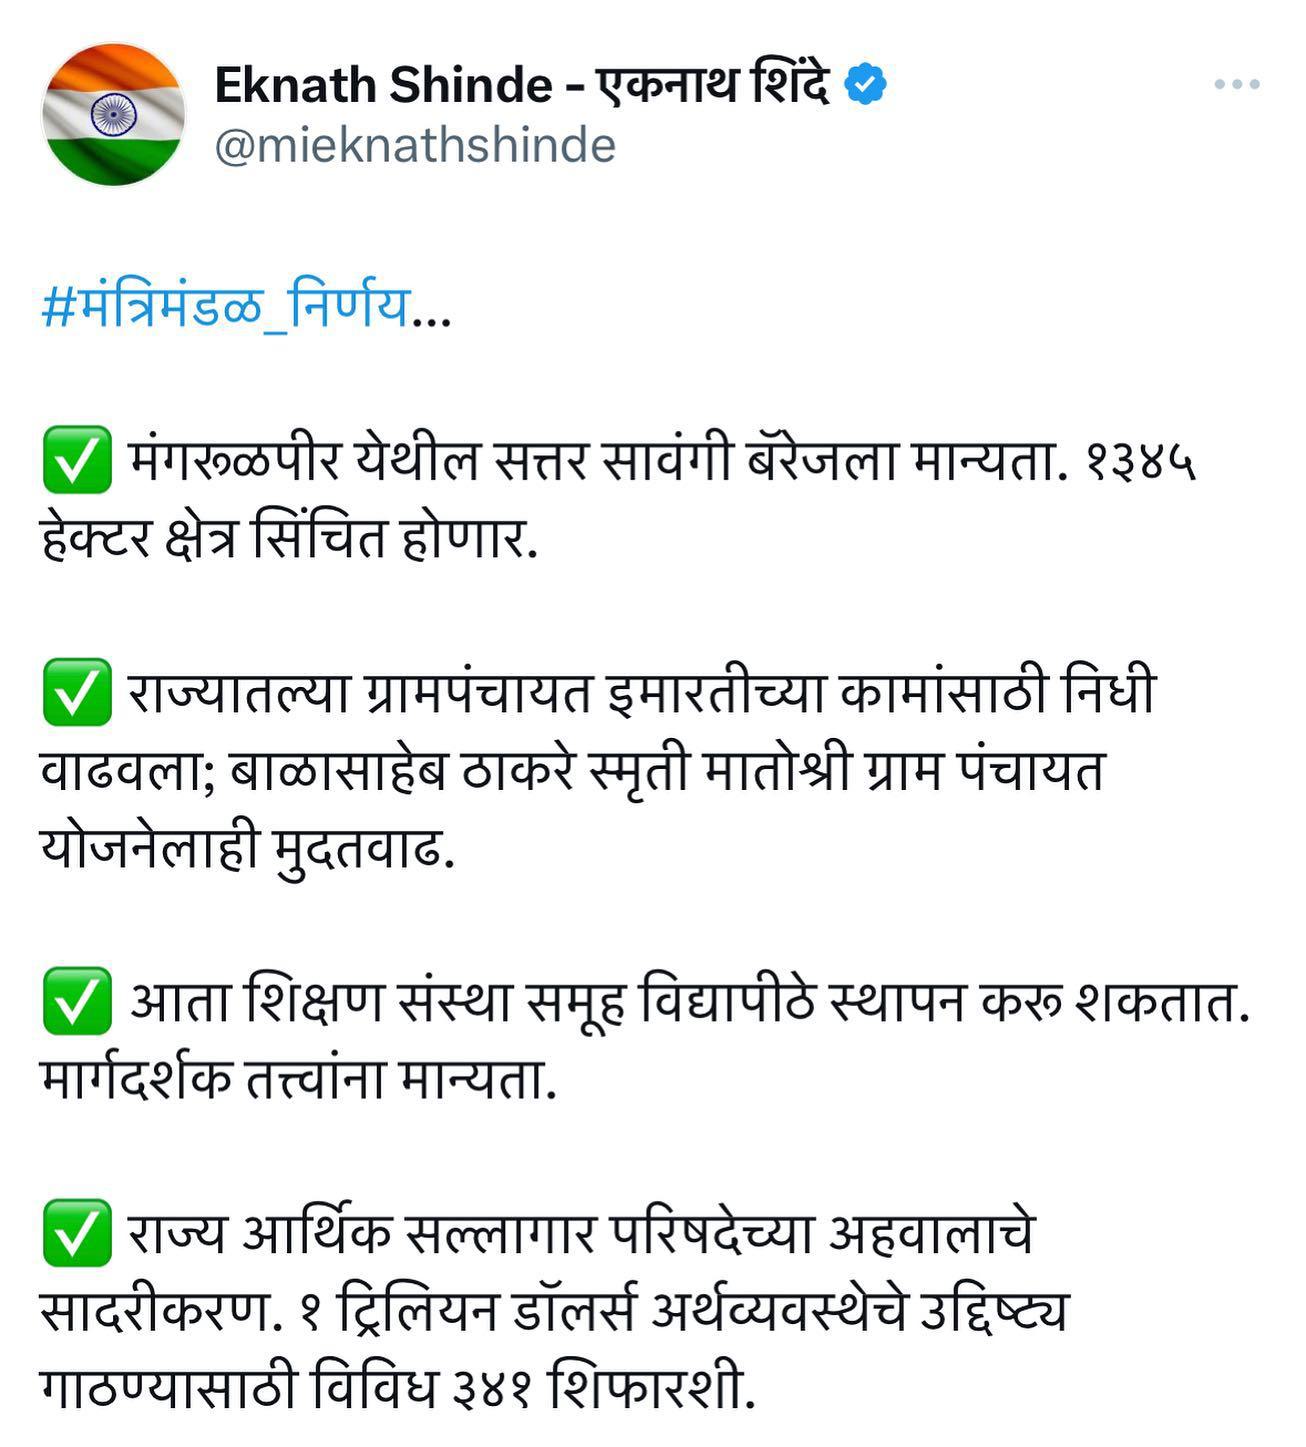 Eknath Shinde - एकनाथ शिंदे
@mieknathshinde
#मंत्रिमंडळ_निर्णय...
✅ मंगरूळपीर येथील सत्तर सावंगी बॅरेजला मान्यता. १३४५
हेक्टर क्षेत्र सिंचित होणार.
✅ राज्यातल्या ग्रामपंचायत इमारतीच्या कामांसाठी निधी
वाढवला; बाळासाहेब ठाकरे स्मृती मातोश्री ग्राम पंचायत
योजनेलाही मुदतवाढ.
✅ आता शिक्षण संस्था समूह विद्यापीठे स्थापन करू शकतात.
मार्गदर्शक तत्त्वांना मान्यता.
✅ राज्य आर्थिक सल्लागार परिषदेच्या अहवालाचे
सादरीकरण. १ ट्रिलियन डॉलर्स अर्थव्यवस्थेचे उद्दिष्ट्य
गाठण्यासाठी विविध ३४१ शिफारशी.